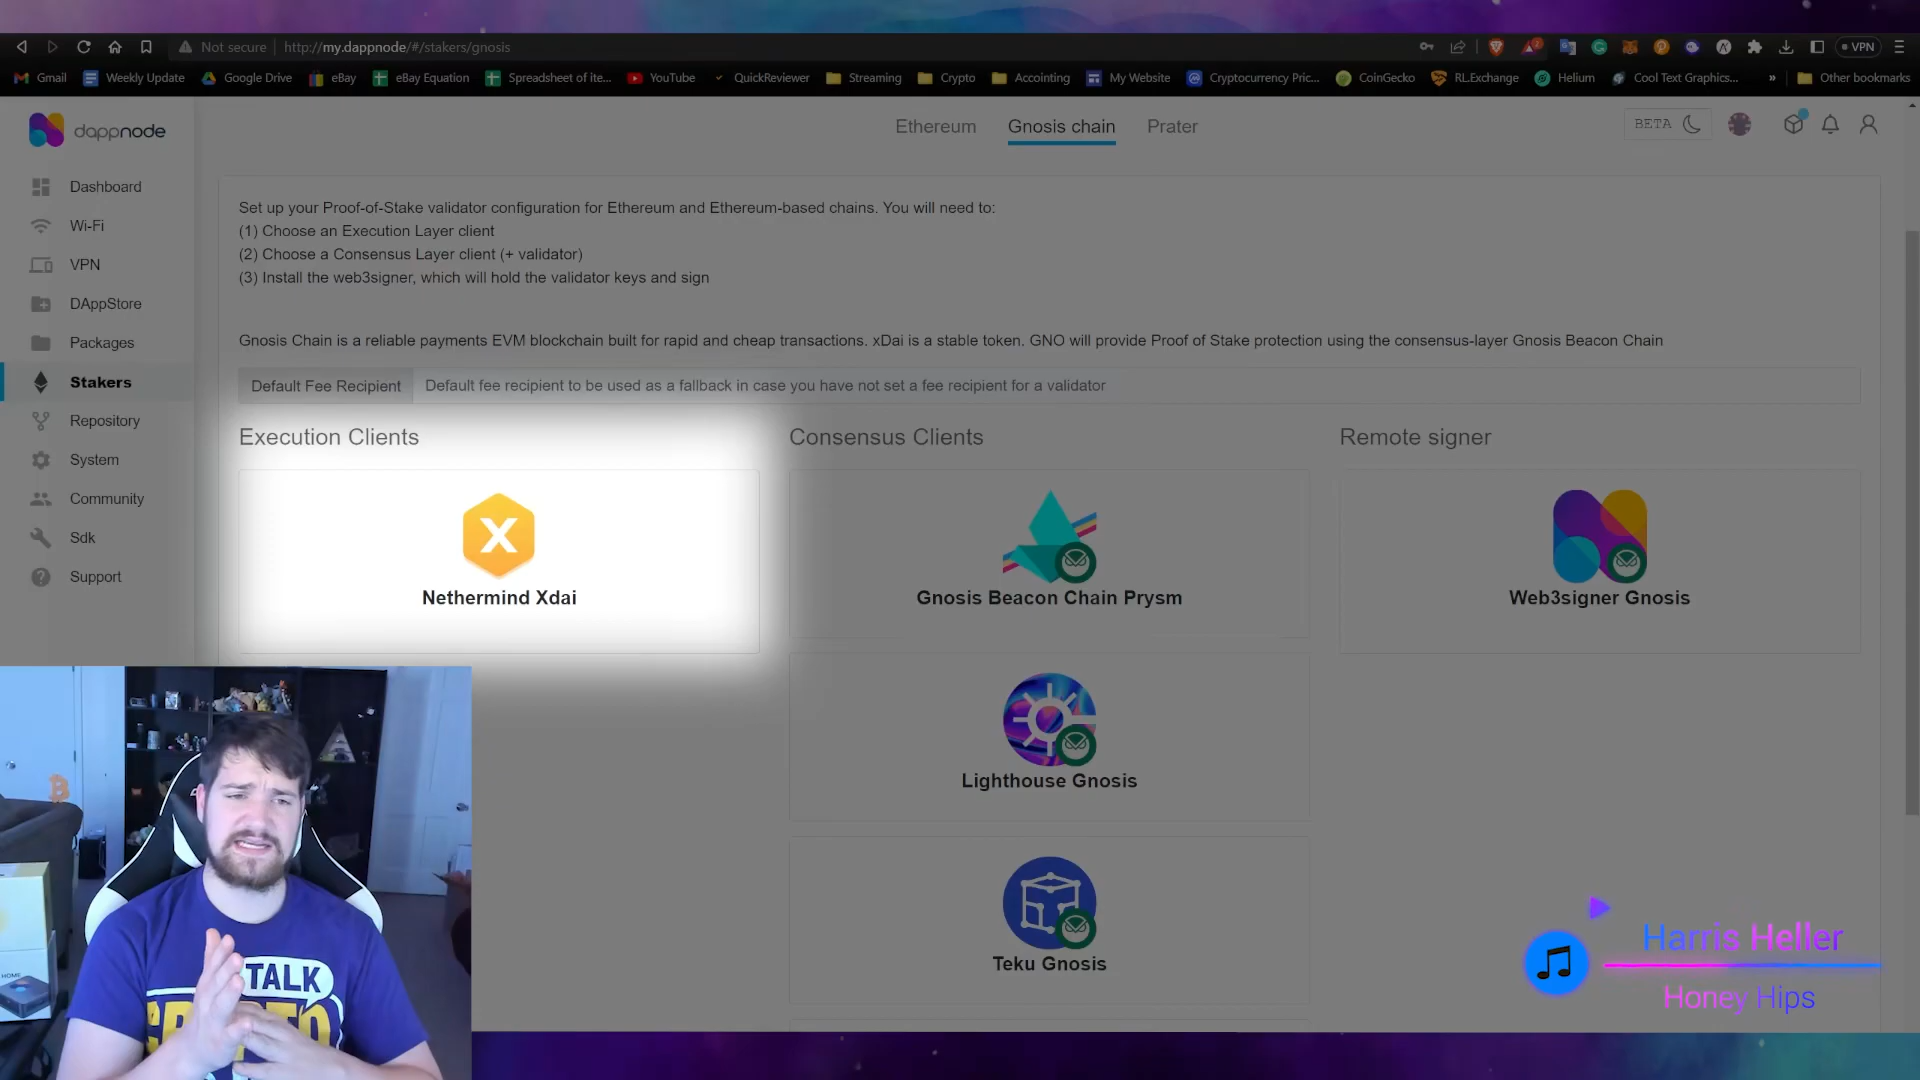 Not secure
http://my.dappnode/#/stakers/gnosis
VPN
Gmail
Weekly Update
Google Drive
eBay
eBay Equation
Spreadsheet of ite...
YouTube
QuickReviewer
Streaming
Crypto
Accointing
My Website
Cryptocurrency Pric...
CoinGecko
RL.Exchange
Helium
Cool Text Graphics...
»
Other bookmarks
dappnode
Ethereum
Gnosis chain
Prater
BETA
Dashboard
Wi-Fi
VPN
DAppStore
Packages
Stakers
Repository
System
Community
Sdk
Support
Set up your Proof-of-Stake validator configuration for Ethereum and Ethereum-based chains. You will need to:
(1) Choose an Execution Layer client
(2) Choose a Consensus Layer client (+ validator)
(3) Install the web3signer, which will hold the validator keys and sign
Gnosis Chain is a reliable payments EVM blockchain built for rapid and cheap transactions. xDai is a stable token. GNO will provide Proof of Stake protection using the consensus-layer Gnosis Beacon Chain
Default Fee Recipient
Default fee recipient to be used as a fallback in case you have not set a fee recipient for a validator
Execution Clients
X
Nethermind Xdai
Consensus Clients
Gnosis Beacon Chain Prysm
Lighthouse Gnosis
Teku Gnosis
Remote signer
Web3signer Gnosis
TALK
HOME
Harris Heller
Honey Hips